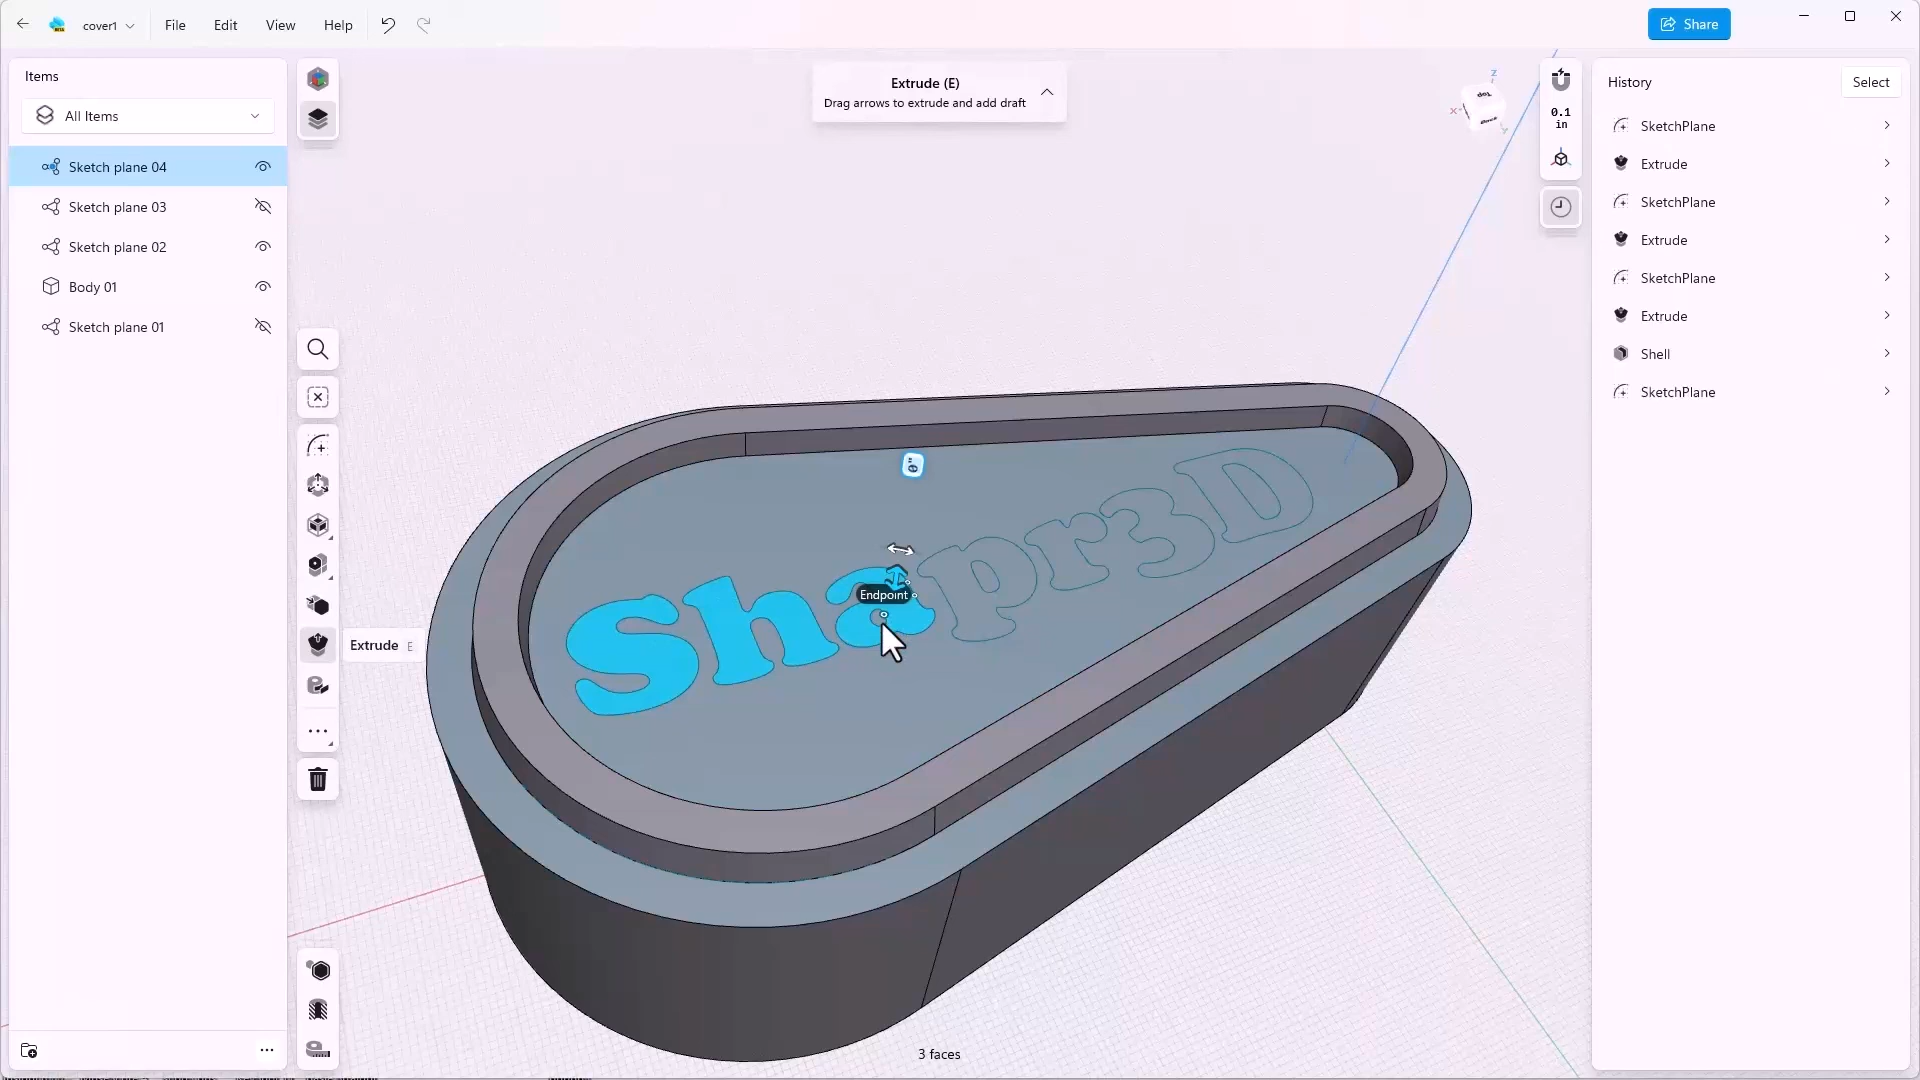 cover1
File
Edit
View
Help
Share
Items
All Items
Sketch plane 04
Sketch plane 03
Sketch plane 02
Body 01
Sketch plane 01
Extrude (E)
Drag arrows to extrude and add draft
Z
X
Y
Top
0.1
in
History
Select
SketchPlane
Extrude
SketchPlane
Extrude
SketchPlane
Extrude
Shell
SketchPlane
0"
Endpoint
Shapr3D
Extrude E
3 faces